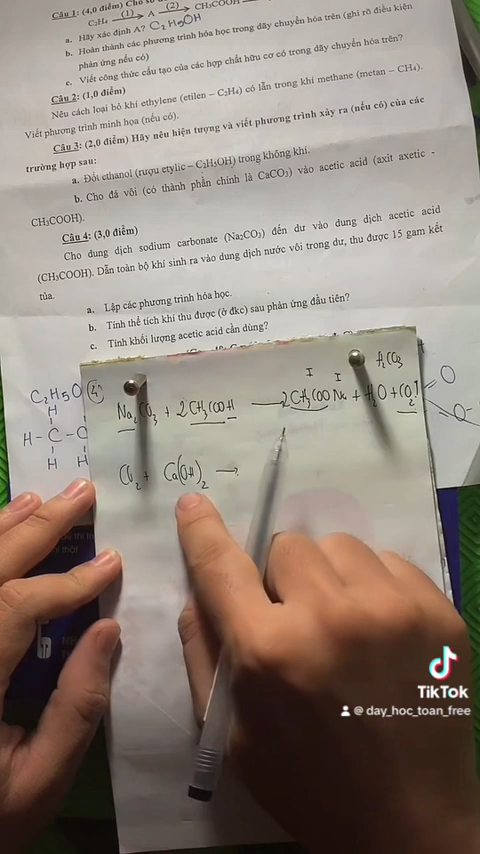 Câu 1: (4,0 điểm) Cho sơ
C₂H₄ (1)→ A (2)→ CH₃COOH
a. Hãy xác định A? C₂H₅OH
b. Hoàn thành các phương trình hóa học trong dãy chuyển hóa trên (ghi rõ điều kiện
phản ứng nếu có)
c. Viết công thức cấu tạo của các hợp chất hữu cơ có trong dãy chuyển hóa trên?
Câu 2: (1,0 điểm)
Nêu cách loại bỏ khí ethylene (etilen – C₂H₄) có lẫn trong khí methane (metan – CH₄).
Viết phương trình minh họa (nếu có).
Câu 3: (2,0 điểm) Hãy nêu hiện tượng và viết phương trình xảy ra (nếu có) của các
trường hợp sau:
a. Đốt ethanol (rượu etylic – C₂H₅OH) trong không khí.
b. Cho đá vôi (có thành phần chính là CaCO₃) vào acetic acid (axit axetic -
CH₃COOH).
Câu 4: (3,0 điểm)
Cho dung dịch sodium carbonate (Na₂CO₃) đến dư vào dung dịch acetic acid
(CH₃COOH). Dẫn toàn bộ khí sinh ra vào dung dịch nước vôi trong dư, thu được 15 gam kết
tủa.
a. Lập các phương trình hóa học.
b. Tính thể tích khí thu được (ở đkc) sau phản ứng đầu tiên?
c. Tính khối lượng acetic acid cần dùng?
H₂CO₃
I I
C₂H₅O 4)
Na₂CO₃ + 2CH₃COOH → 2CH₃COONa + H₂O + CO₂↑
O
H
H - C - O
O-
H H
CO₂ + Ca(OH)₂ →
TikTok
@ day_hoc_toan_free